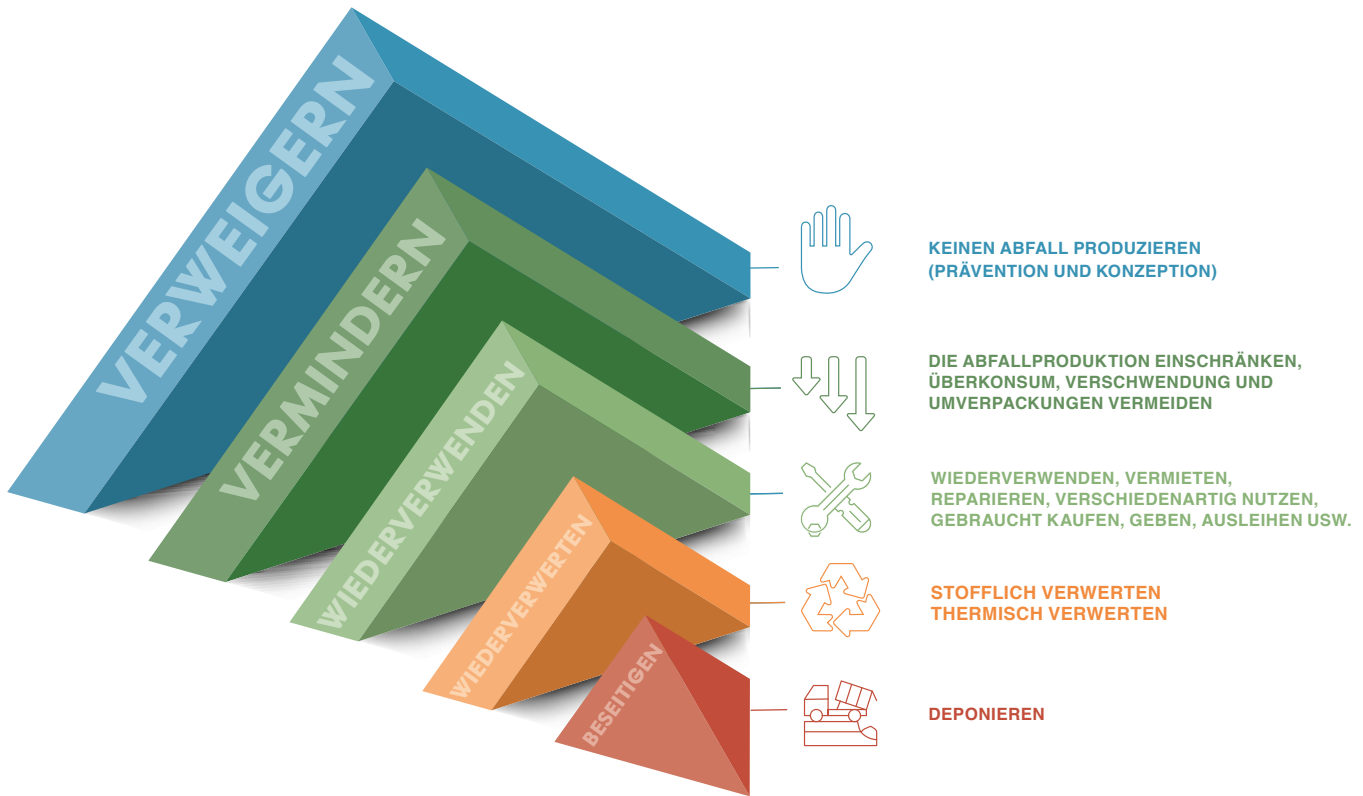 VERWEIGERN
KEINEN ABFALL PRODUZIEREN
(PRÄVENTION UND KONZEPTION)
VERMINDERN
DIE ABFALLPRODUKTION EINSCHRÄNKEN,
ÜBERKONSUM, VERSCHWENDUNG UND
UMVERPACKUNGEN VERMEIDEN
WIEDERVERWENDEN
WIEDERVERWENDEN, VERMIETEN,
REPARIEREN, VERSCHIEDENARTIG NUTZEN,
GEBRAUCHT KAUFEN, GEBEN, AUSLEIHEN USW.
WIEDERVERWERTEN
STOFFLICH VERWERTEN
THERMISCH VERWERTEN
BESEITIGEN
DEPONIEREN